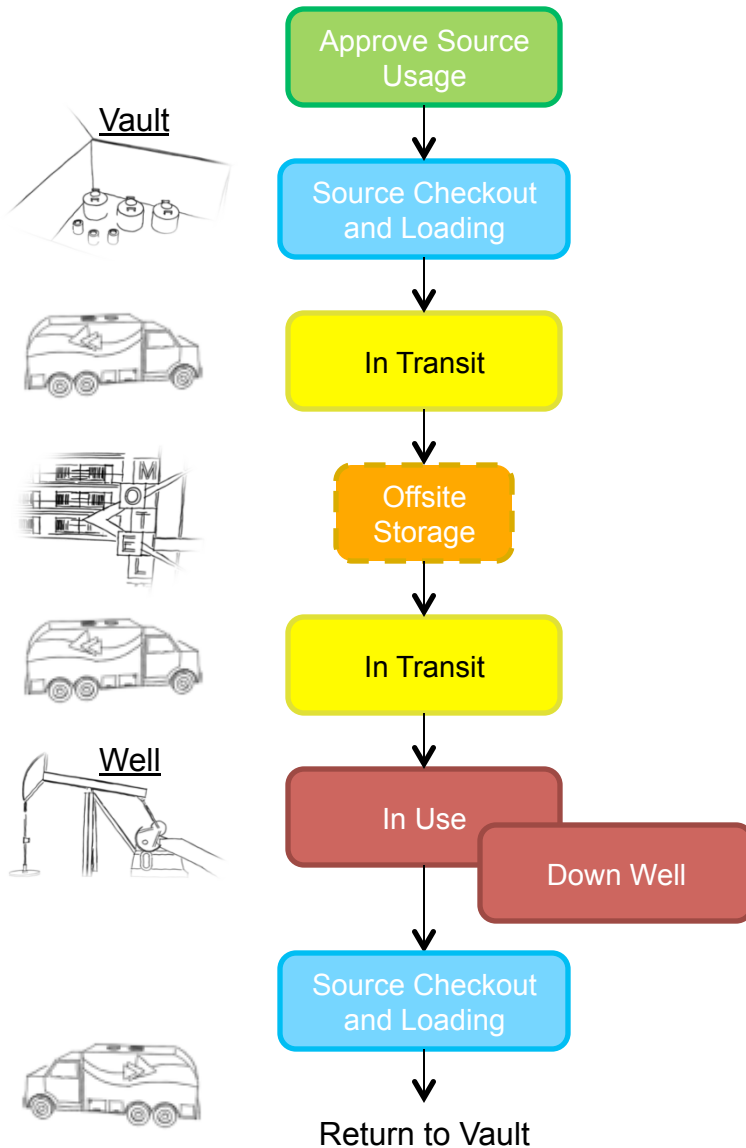 Approve Source
Usage
Vault
Source Checkout
and Loading
In Transit
M
O
T
E
L
Offsite
Storage
In Transit
Well
In Use
Down Well
Source Checkout
and Loading
Return to Vault